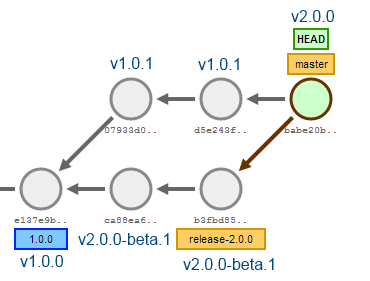 v2.0.0
HEAD
master
v1.0.1
v1.0.1
07933d0..
d5e243f..
babe20b..
e137e9b..
ca88ea6..
b3fbd85..
1.0.0
v2.0.0-beta.1
release-2.0.0
v1.0.0
v2.0.0-beta.1